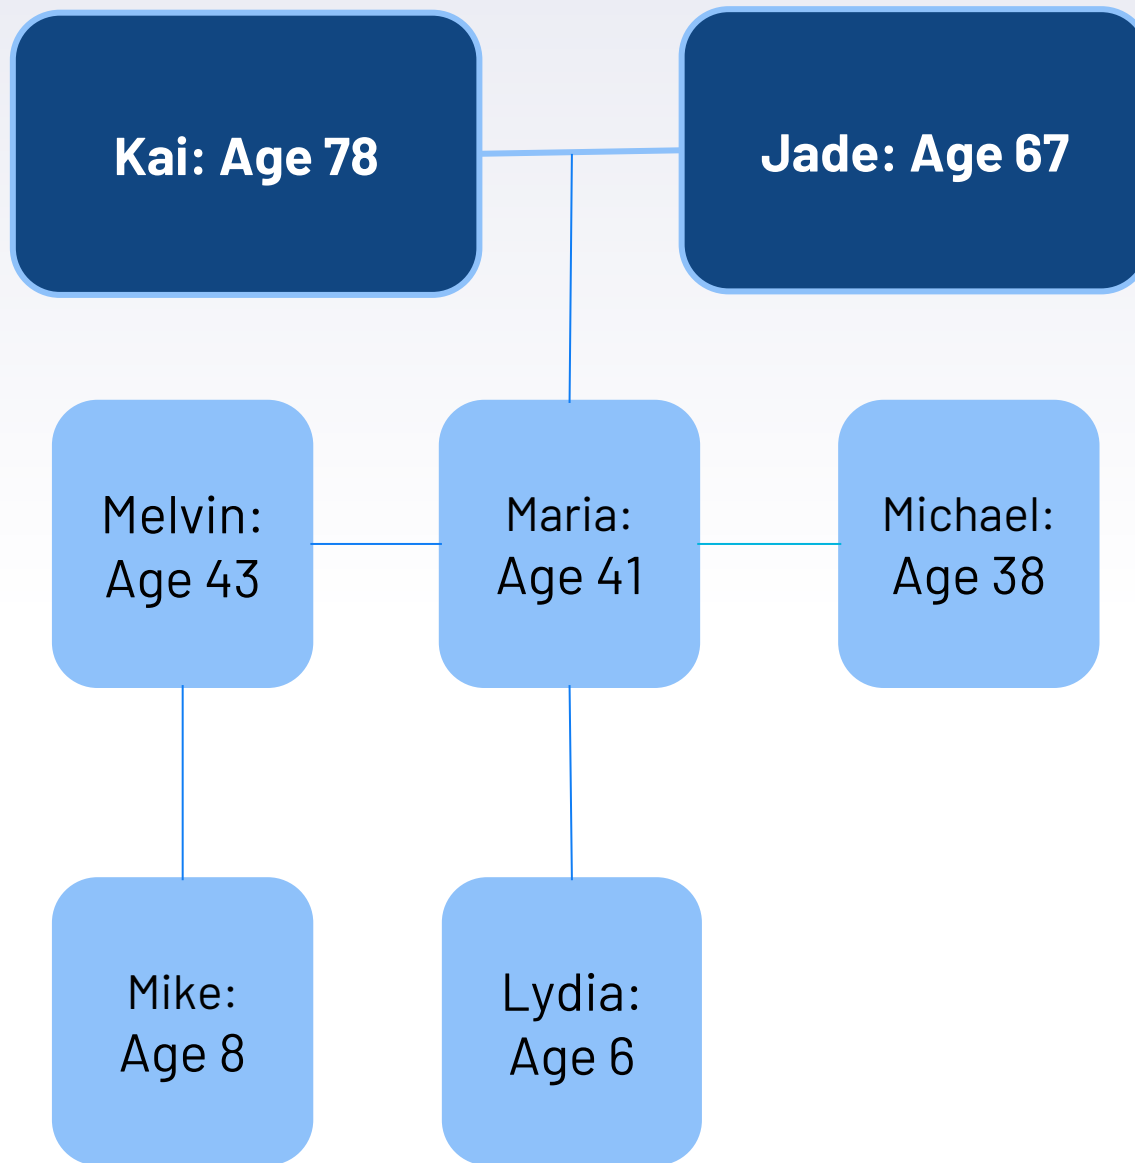 Kai: Age 78
Jade: Age 67
Melvin:
Age 43
Maria:
Age 41
Michael:
Age 38
Mike:
Age 8
Lydia:
Age 6